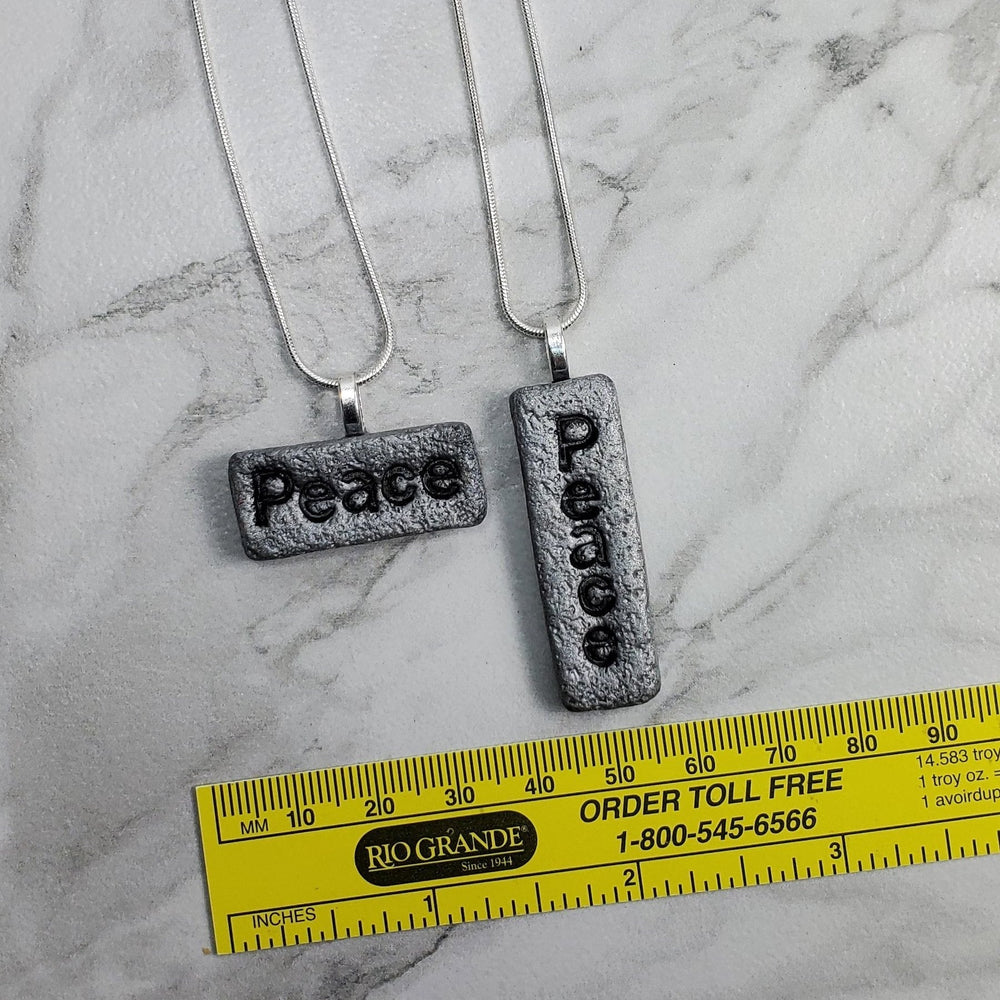 Peace
Peace
MM 10 20 30 40 50 60 70 80 90
RIO GRANDE®
Since 1944
ORDER TOLL FREE
1-800-545-6566
14.583 troy
1 troy oz. =
1 avoirdup
INCHES 1 2 3